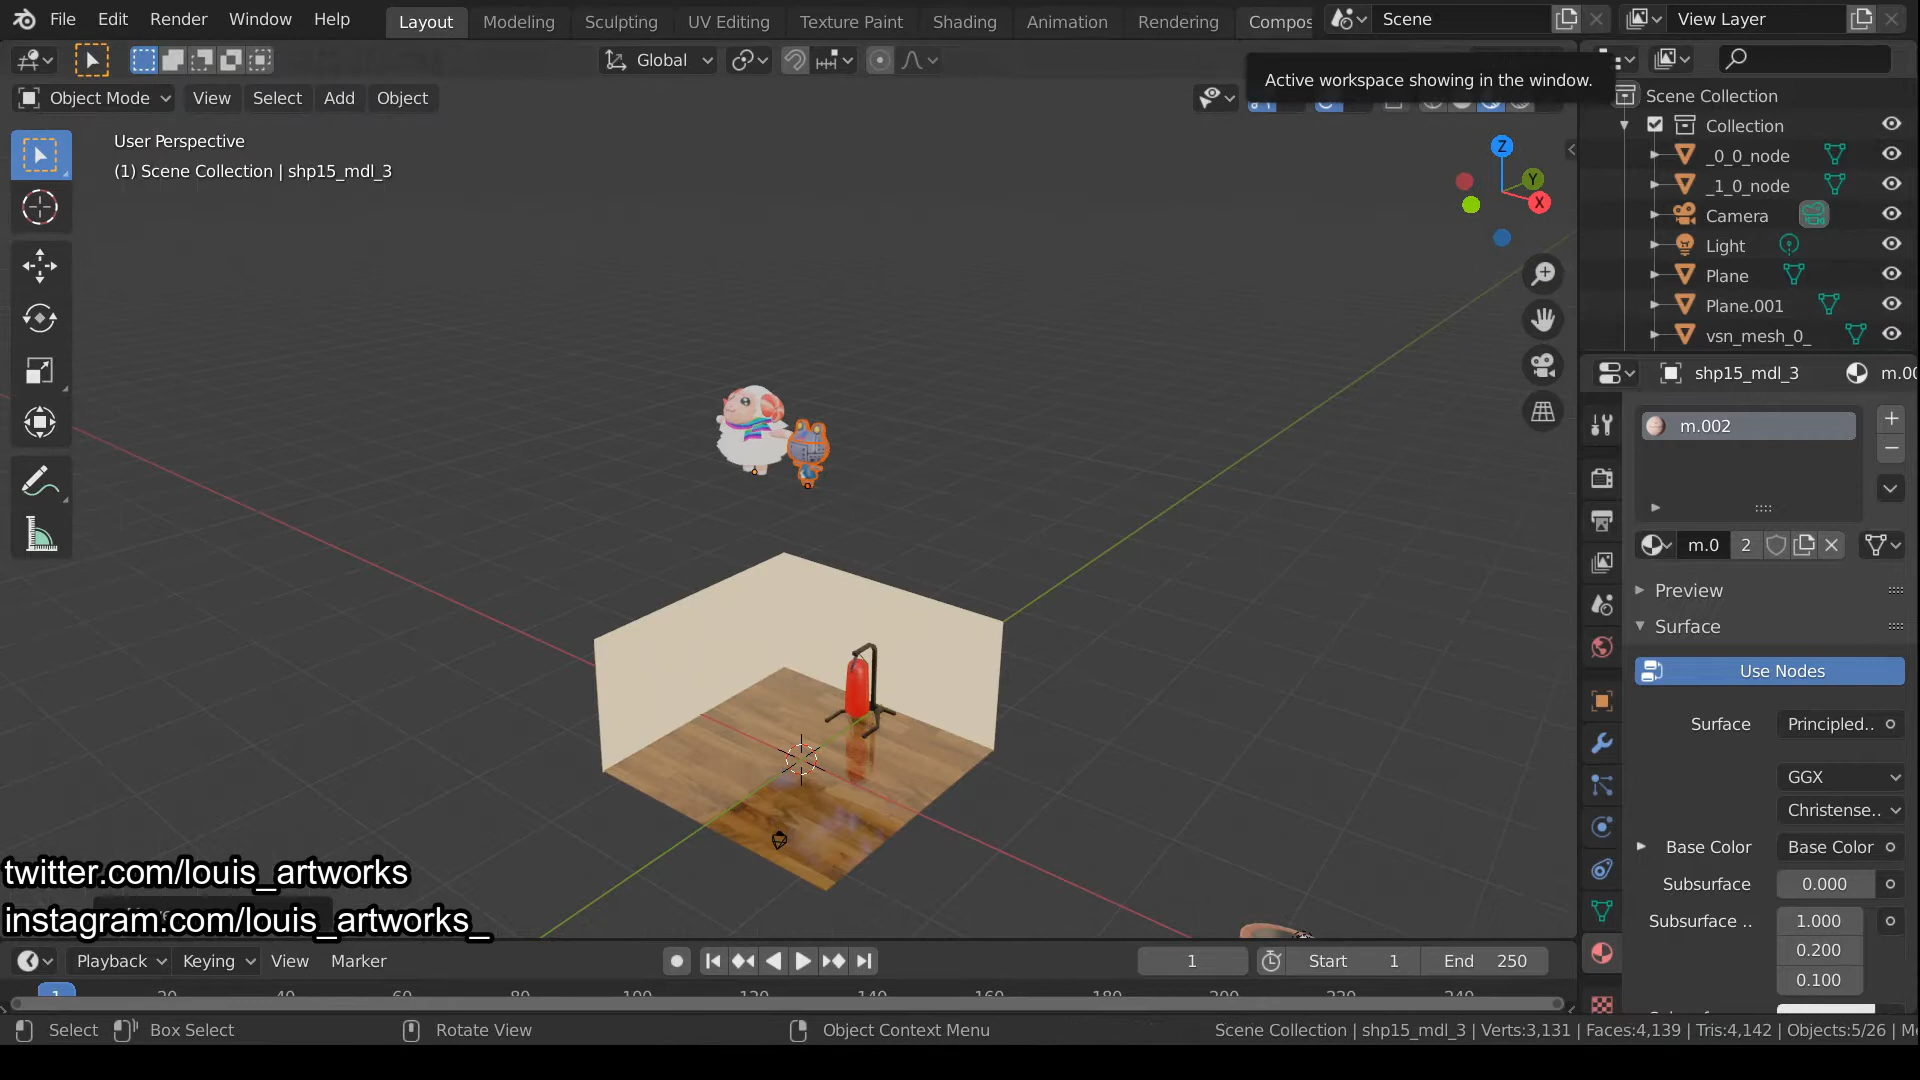 File Edit Render Window Help Layout Modeling Sculpting UV Editing Texture Paint Shading Animation Rendering Compos Scene View Layer
Global
Active workspace showing in the window.
Object Mode View Select Add Object
User Perspective
(1) Scene Collection | shp15_mdl_3
Z
Y
X
Scene Collection
Collection
_0_0_node
_1_0_node
Camera
Light
Plane
Plane.001
vsn_mesh_0_
shp15_mdl_3 m.00
m.002
m.0 2
Preview
Surface
Use Nodes
Surface Principled..
GGX
Christense..
Base Color Base Color
Subsurface 0.000
Subsurface .. 1.000
0.200
0.100
twitter.com/louis_artworks
instagram.com/louis_artworks_
Playback Keying View Marker 1 Start 1 End 250
1 20 40 60 80 100 120 140 160 180 200 220 240
Select Box Select Rotate View Object Context Menu Scene Collection | shp15_mdl_3 | Verts:3,131 | Faces:4,139 | Tris:4,142 | Objects:5/26 |